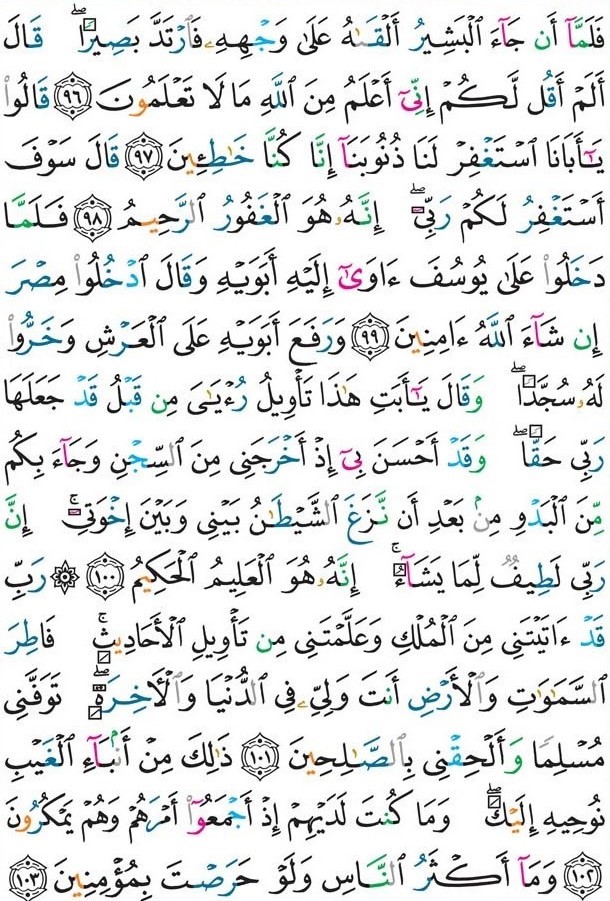 فَلَمَّآ أَن جَآءَ ٱلْبَشِيرُ أَلْقَىٰهُ عَلَىٰ وَجْهِهِۦ فَٱرْتَدَّ بَصِيرًاۖ قَالَ
أَلَمْ أَقُل لَّكُمْ إِنِّىٓ أَعْلَمُ مِنَ ٱللَّهِ مَا لَا تَعْلَمُونَ ٩٦ قَالُوا۟
يَـٰٓأَبَانَا ٱسْتَغْفِرْ لَنَا ذُنُوبَنَآ إِنَّا كُنَّا خَـٰطِـِٔينَ ٩٧ قَالَ سَوْفَ
أَسْتَغْفِرُ لَكُمْ رَبِّىٓۖ إِنَّهُۥ هُوَ ٱلْغَفُورُ ٱلرَّحِيمُ ٩٨ فَلَمَّا
دَخَلُوا۟ عَلَىٰ يُوسُفَ ءَاوَىٰٓ إِلَيْهِ أَبَوَيْهِ وَقَالَ ٱدْخُلُوا۟ مِصْرَ
إِن شَآءَ ٱللَّهُ ءَامِنِينَ ٩٩ وَرَفَعَ أَبَوَيْهِ عَلَى ٱلْعَرْشِ وَخَرُّوا۟
لَهُۥ سُجَّدًاۖ وَقَالَ يَـٰٓأَبَتِ هَـٰذَا تَأْوِيلُ رُءْيَـٰىَ مِن قَبْلُ قَدْ جَعَلَهَا
رَبِّى حَقًّاۖ وَقَدْ أَحْسَنَ بِىٓ إِذْ أَخْرَجَنِى مِنَ ٱلسِّجْنِ وَجَآءَ بِكُم
مِّنَ ٱلْبَدْوِ مِنۢ بَعْدِ أَن نَّزَغَ ٱلشَّيْطَـٰنُ بَيْنِى وَبَيْنَ إِخْوَتِىٓۚ إِنَّ
رَبِّى لَطِيفٌ لِّمَا يَشَآءُۚ إِنَّهُۥ هُوَ ٱلْعَلِيمُ ٱلْحَكِيمُ ١٠٠ ۞ رَبِّ
قَدْ ءَاتَيْتَنِى مِنَ ٱلْمُلْكِ وَعَلَّمْتَنِى مِن تَأْوِيلِ ٱلْأَحَادِيثِۚ فَاطِرَ
ٱلسَّمَـٰوَٰتِ وَٱلْأَرْضِ أَنتَ وَلِىِّۦ فِى ٱلدُّنْيَا وَٱلْـَٔاخِرَةِۖ تَوَفَّنِى
مُسْلِمًا وَأَلْحِقْنِى بِٱلصَّـٰلِحِينَ ١٠١ ذَٰلِكَ مِنْ أَنۢبَآءِ ٱلْغَيْبِ
نُوحِيهِ إِلَيْكَۖ وَمَا كُنتَ لَدَيْهِمْ إِذْ أَجْمَعُوٓا۟ أَمْرَهُمْ وَهُمْ يَمْكُرُونَ
١٠٢ وَمَآ أَكْثَرُ ٱلنَّاسِ وَلَوْ حَرَصْتَ بِمُؤْمِنِينَ ١٠٣